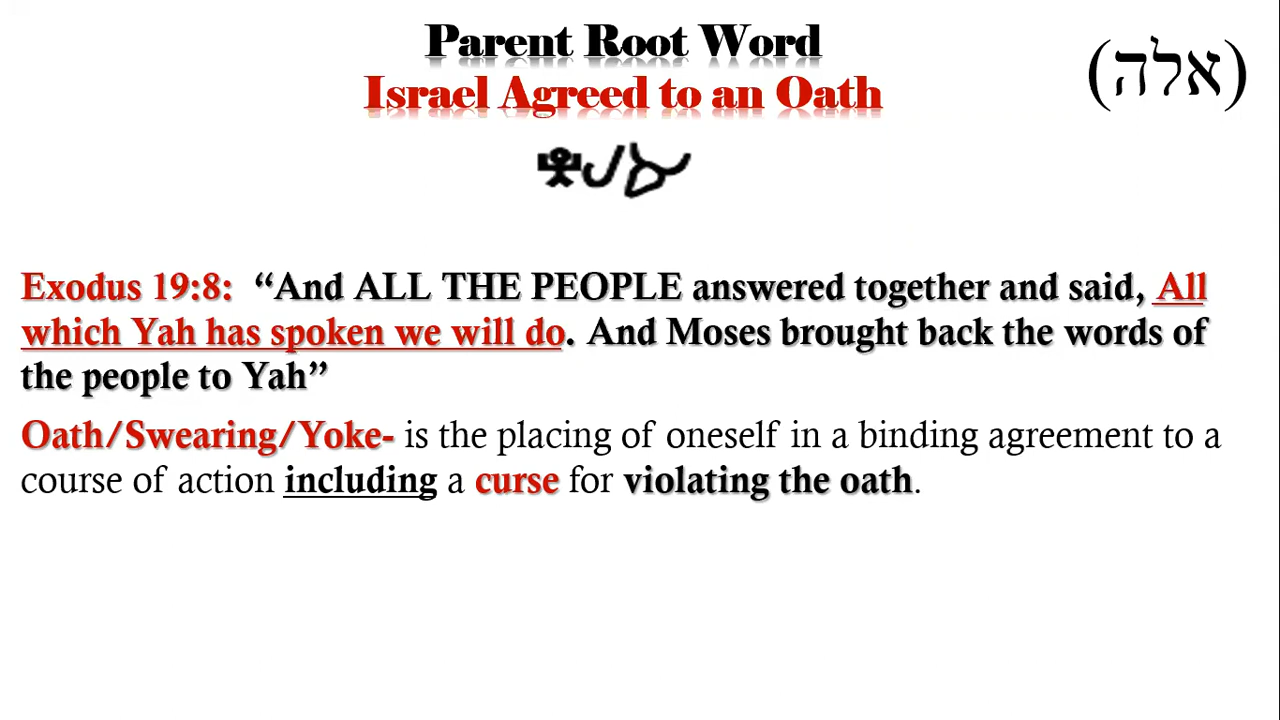 Parent Root Word
Israel Agreed to an Oath
(אלה)
Exodus 19:8: “And ALL THE PEOPLE answered together and said, All
which Yah has spoken we will do. And Moses brought back the words of
the people to Yah”
Oath/Swearing/Yoke- is the placing of oneself in a binding agreement to a
course of action including a curse for violating the oath.